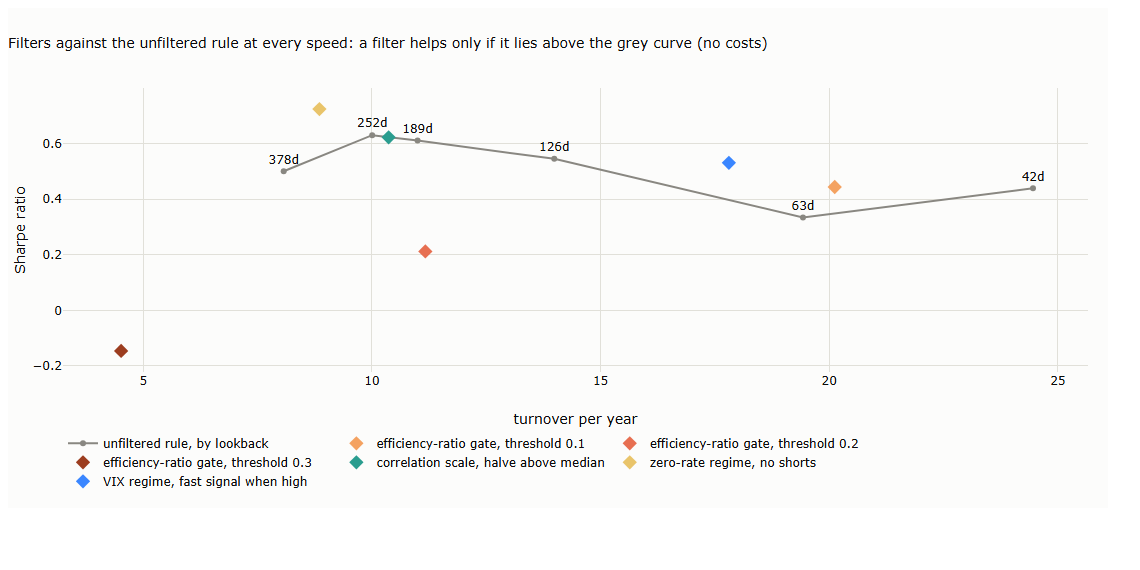 Filters against the unfiltered rule at every speed: a filter helps only if it lies above the grey curve (no costs)
252d
189d
126d
378d
42d
63d
0.6
0.4
0.2
0
−0.2
Sharpe ratio
5
10
15
20
25
turnover per year
unfiltered rule, by lookback
efficiency-ratio gate, threshold 0.1
efficiency-ratio gate, threshold 0.2
efficiency-ratio gate, threshold 0.3
correlation scale, halve above median
zero-rate regime, no shorts
VIX regime, fast signal when high